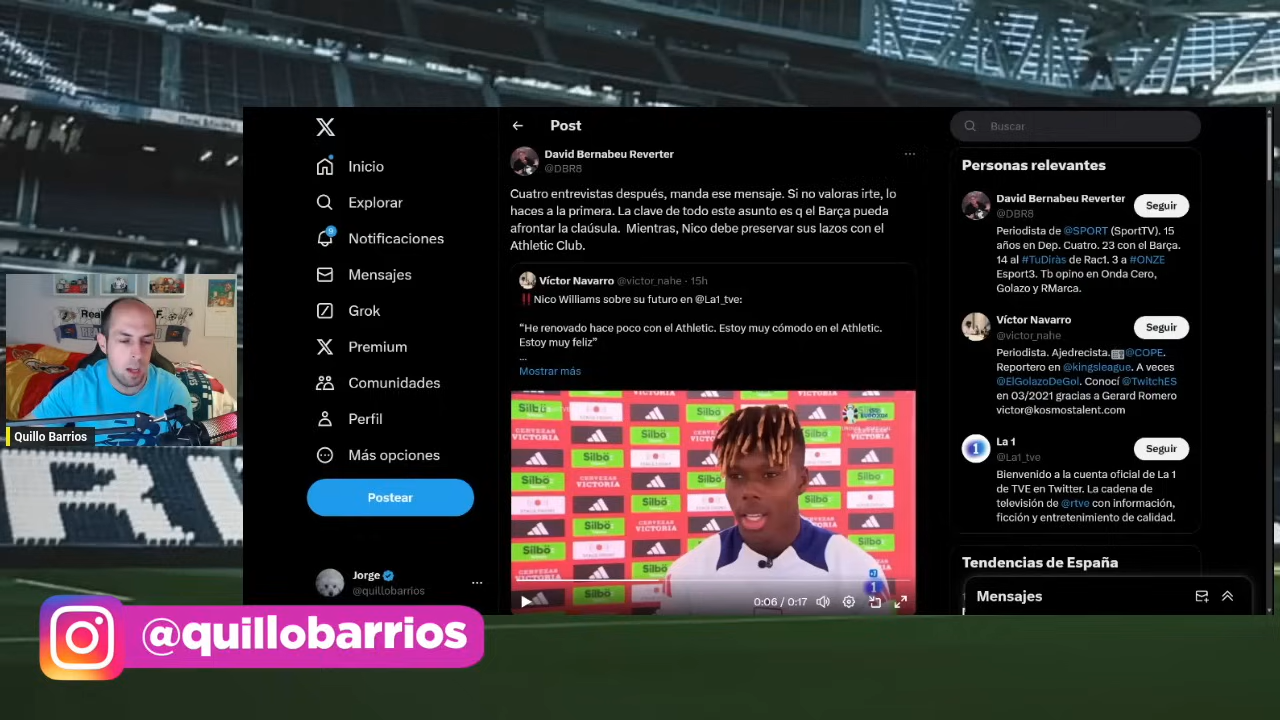 Post
Buscar
David Bernabeu Reverter
@DBR8
Cuatro entrevistas después, manda ese mensaje. Si no valoras irte, lo
haces a la primera. La clave de todo este asunto es q el Barça pueda
afrontar la claúsula. Mientras, Nico debe preservar sus lazos con el
Athletic Club.
Víctor Navarro @victor_nahe · 15h
‼️Nico Williams sobre su futuro en @La1_tve:
“He renovado hace poco con el Athletic. Estoy muy cómodo en el Athletic.
Estoy muy feliz”
...
Mostrar más
Silbö
CERVEZAS
VICTORIA
0:06 / 0:17
Inicio
Explorar
9
Notificaciones
Mensajes
Grok
Premium
Comunidades
Perfil
Más opciones
Postear
Jorge
@quillobarrios
Personas relevantes
David Bernabeu Reverter
@DBR8
Seguir
Periodista de @SPORT (SportTV). 15
años en Dep. Cuatro. 23 con el Barça.
14 al #TuDiràs de Rac1. 3 a #ONZE
Esport3. Tb opino en Onda Cero,
Golazo y RMarca.
Víctor Navarro
@victor_nahe
Seguir
Periodista. Ajedrecista.@COPE.
Reportero en @kingsleague. A veces
@ElGolazoDeGol. Conocí @TwitchES
en 03/2021 gracias a Gerard Romero
victor@kosmostalent.com
La 1
@La1_tve
Seguir
Bienvenido a la cuenta oficial de La 1
de TVE en Twitter. La cadena de
televisión de @rtve con información,
ficción y entretenimiento de calidad.
Tendencias de España
Mensajes
Quillo Barrios
@quillobarrios